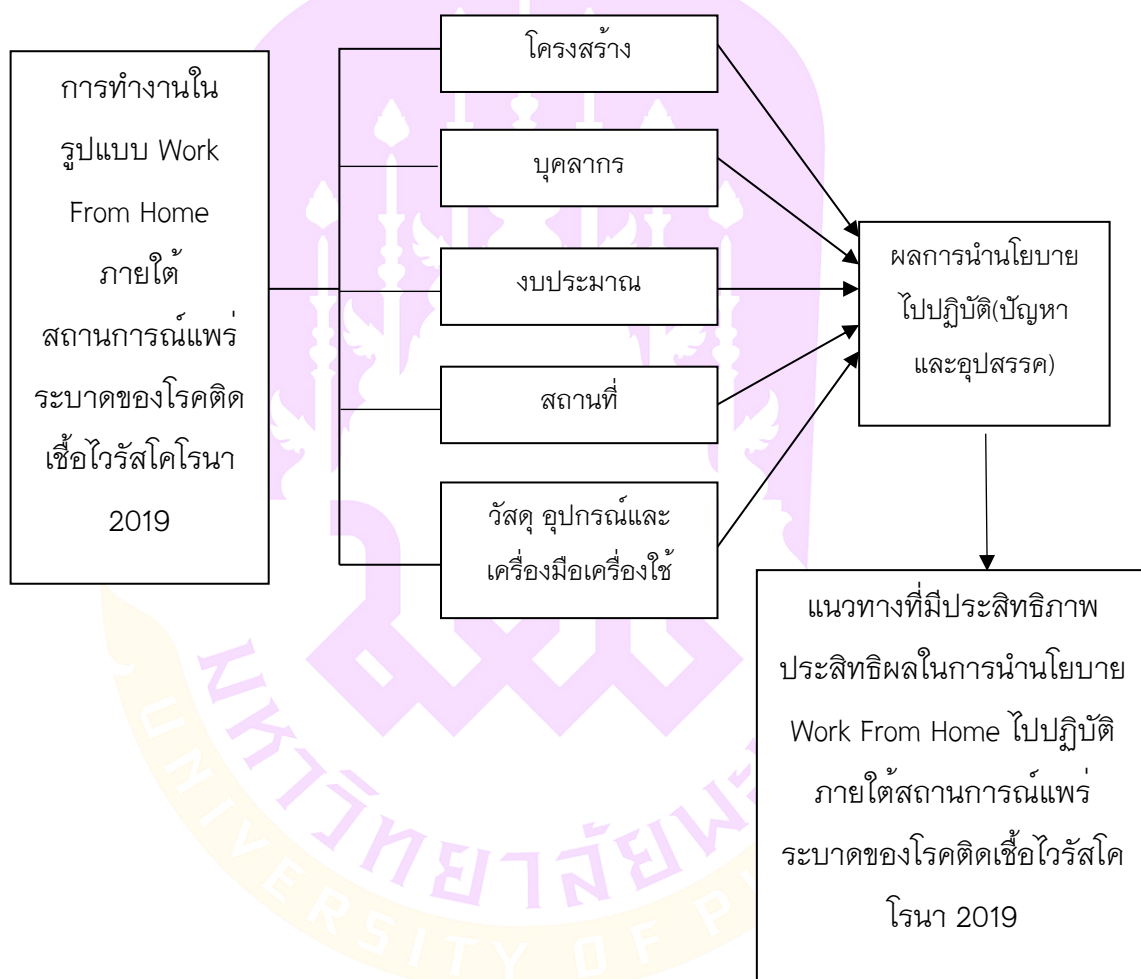 การทำงานใน
รูปแบบ Work
From Home
ภายใต้
สถานการณ์แพร่
ระบาดของโรคติด
เชื้อไวรัสโคโรนา
2019
โครงสร้าง
บุคลากร
งบประมาณ
สถานที่
วัสดุ อุปกรณ์และ
เครื่องมือเครื่องใช้
ผลการนำนโยบาย
ไปปฏิบัติ(ปัญหา
และอุปสรรค)
แนวทางที่มีประสิทธิภาพ
ประสิทธิผลในการนำนโยบาย
Work From Home ไปปฏิบัติ
ภายใต้สถานการณ์แพร่
ระบาดของโรคติดเชื้อไวรัสโค
โรนา 2019
มหาวิทยาลัย
UNIVERSITY OF